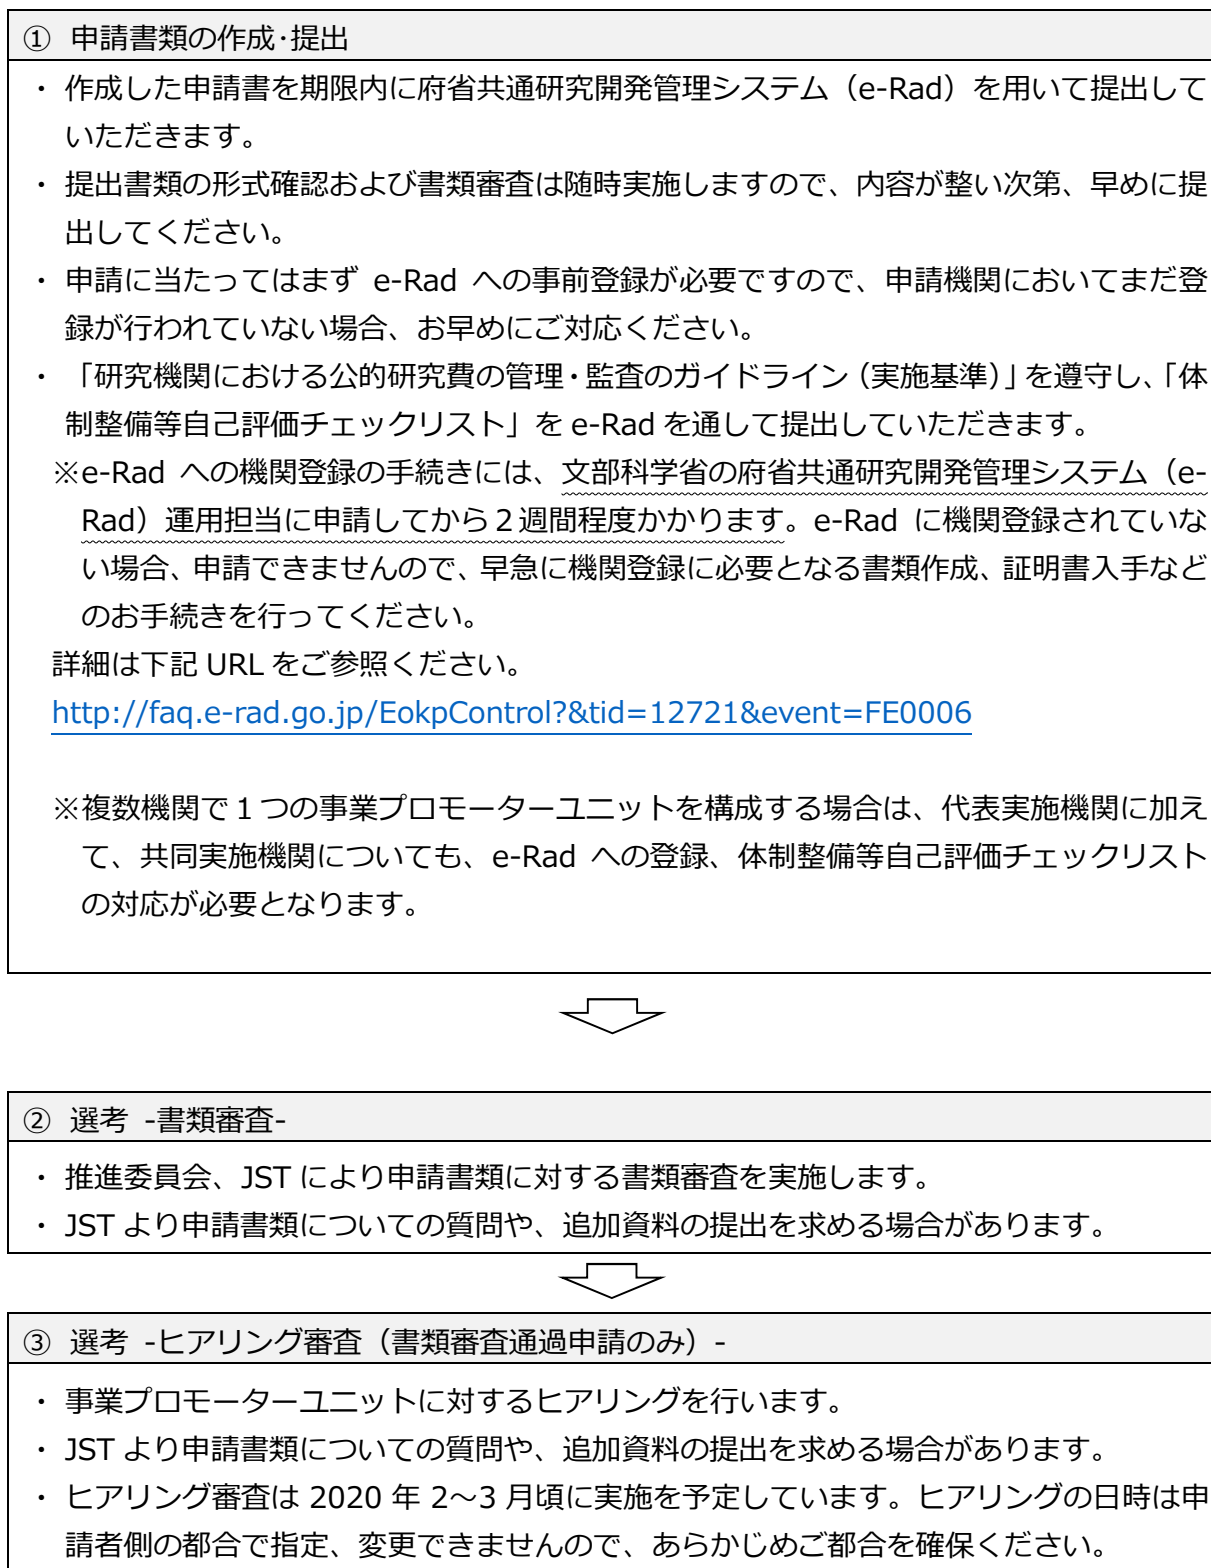 ① 申請書類の作成･提出
・ 作成した申請書を期限内に府省共通研究開発管理システム（e-Rad）を用いて提出して
いただきます。
・ 提出書類の形式確認および書類審査は随時実施しますので、内容が整い次第、早めに提
出してください。
・ 申請に当たってはまず e-Rad への事前登録が必要ですので、申請機関においてまだ登
録が行われていない場合、お早めにご対応ください。
・ 「研究機関における公的研究費の管理・監査のガイドライン（実施基準）」を遵守し、「体
制整備等自己評価チェックリスト」を e-Rad を通して提出していただきます。
※e-Rad への機関登録の手続きには、文部科学省の府省共通研究開発管理システム（e-
Rad）運用担当に申請してから２週間程度かかります。e-Rad に機関登録されていな
い場合、申請できませんので、早急に機関登録に必要となる書類作成、証明書入手など
のお手続きを行ってください。
詳細は下記 URL をご参照ください。
http://faq.e-rad.go.jp/EokpControl?&tid=12721&event=FE0006
※複数機関で１つの事業プロモーターユニットを構成する場合は、代表実施機関に加え
て、共同実施機関についても、e-Rad への登録、体制整備等自己評価チェックリスト
の対応が必要となります。
② 選考 -書類審査-
・ 推進委員会、JST により申請書類に対する書類審査を実施します。
・ JST より申請書類についての質問や、追加資料の提出を求める場合があります。
③ 選考 -ヒアリング審査（書類審査通過申請のみ）-
・ 事業プロモーターユニットに対するヒアリングを行います。
・ JST より申請書類についての質問や、追加資料の提出を求める場合があります。
・ ヒアリング審査は 2020 年 2～3 月頃に実施を予定しています。ヒアリングの日時は申
請者側の都合で指定、変更できませんので、あらかじめご都合を確保ください。